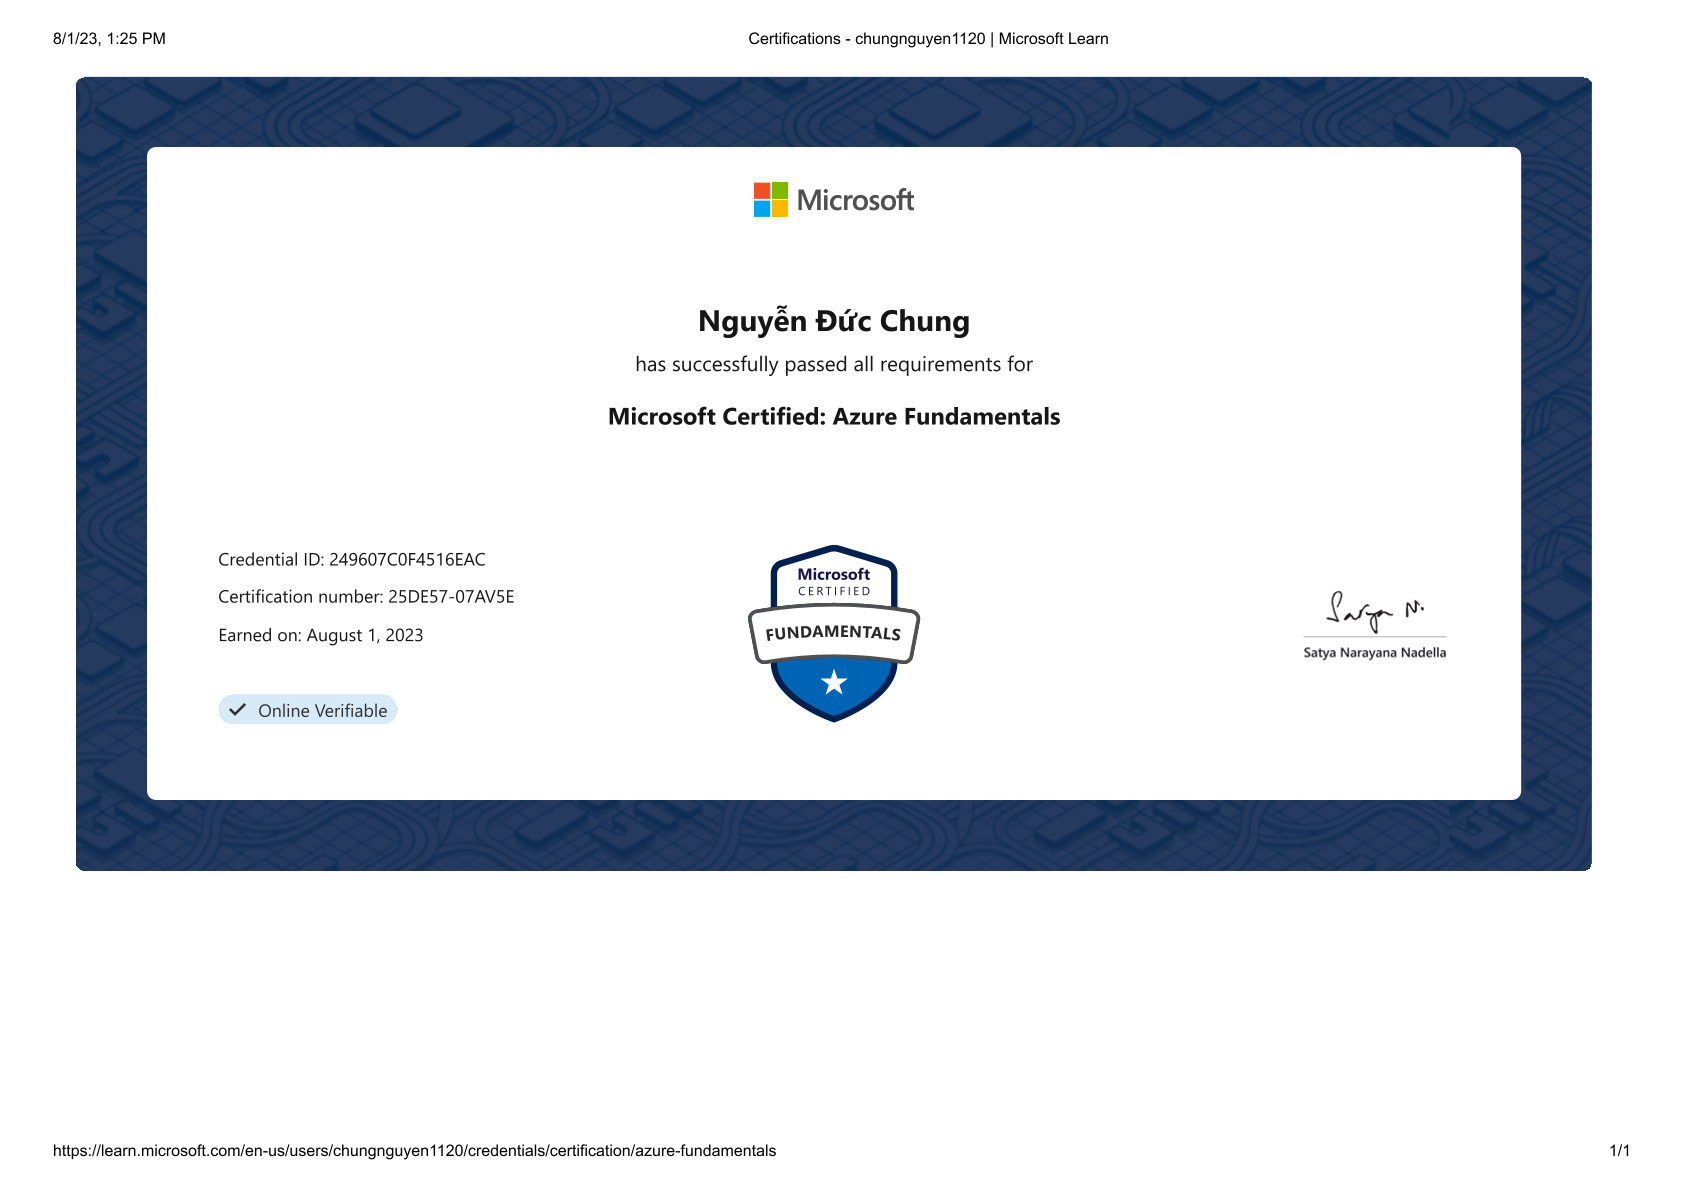 8/1/23, 1:25 PM
Certifications - chungnguyen1120 | Microsoft Learn
Microsoft
Nguyễn Đức Chung
has successfully passed all requirements for
Microsoft Certified: Azure Fundamentals
Credential ID: 249607C0F4516EAC
Certification number: 25DE57-07AV5E
Earned on: August 1, 2023
Online Verifiable
Microsoft
CERTIFIED
FUNDAMENTALS
Satya N.
Satya Narayana Nadella
https://learn.microsoft.com/en-us/users/chungnguyen1120/credentials/certification/azure-fundamentals
1/1